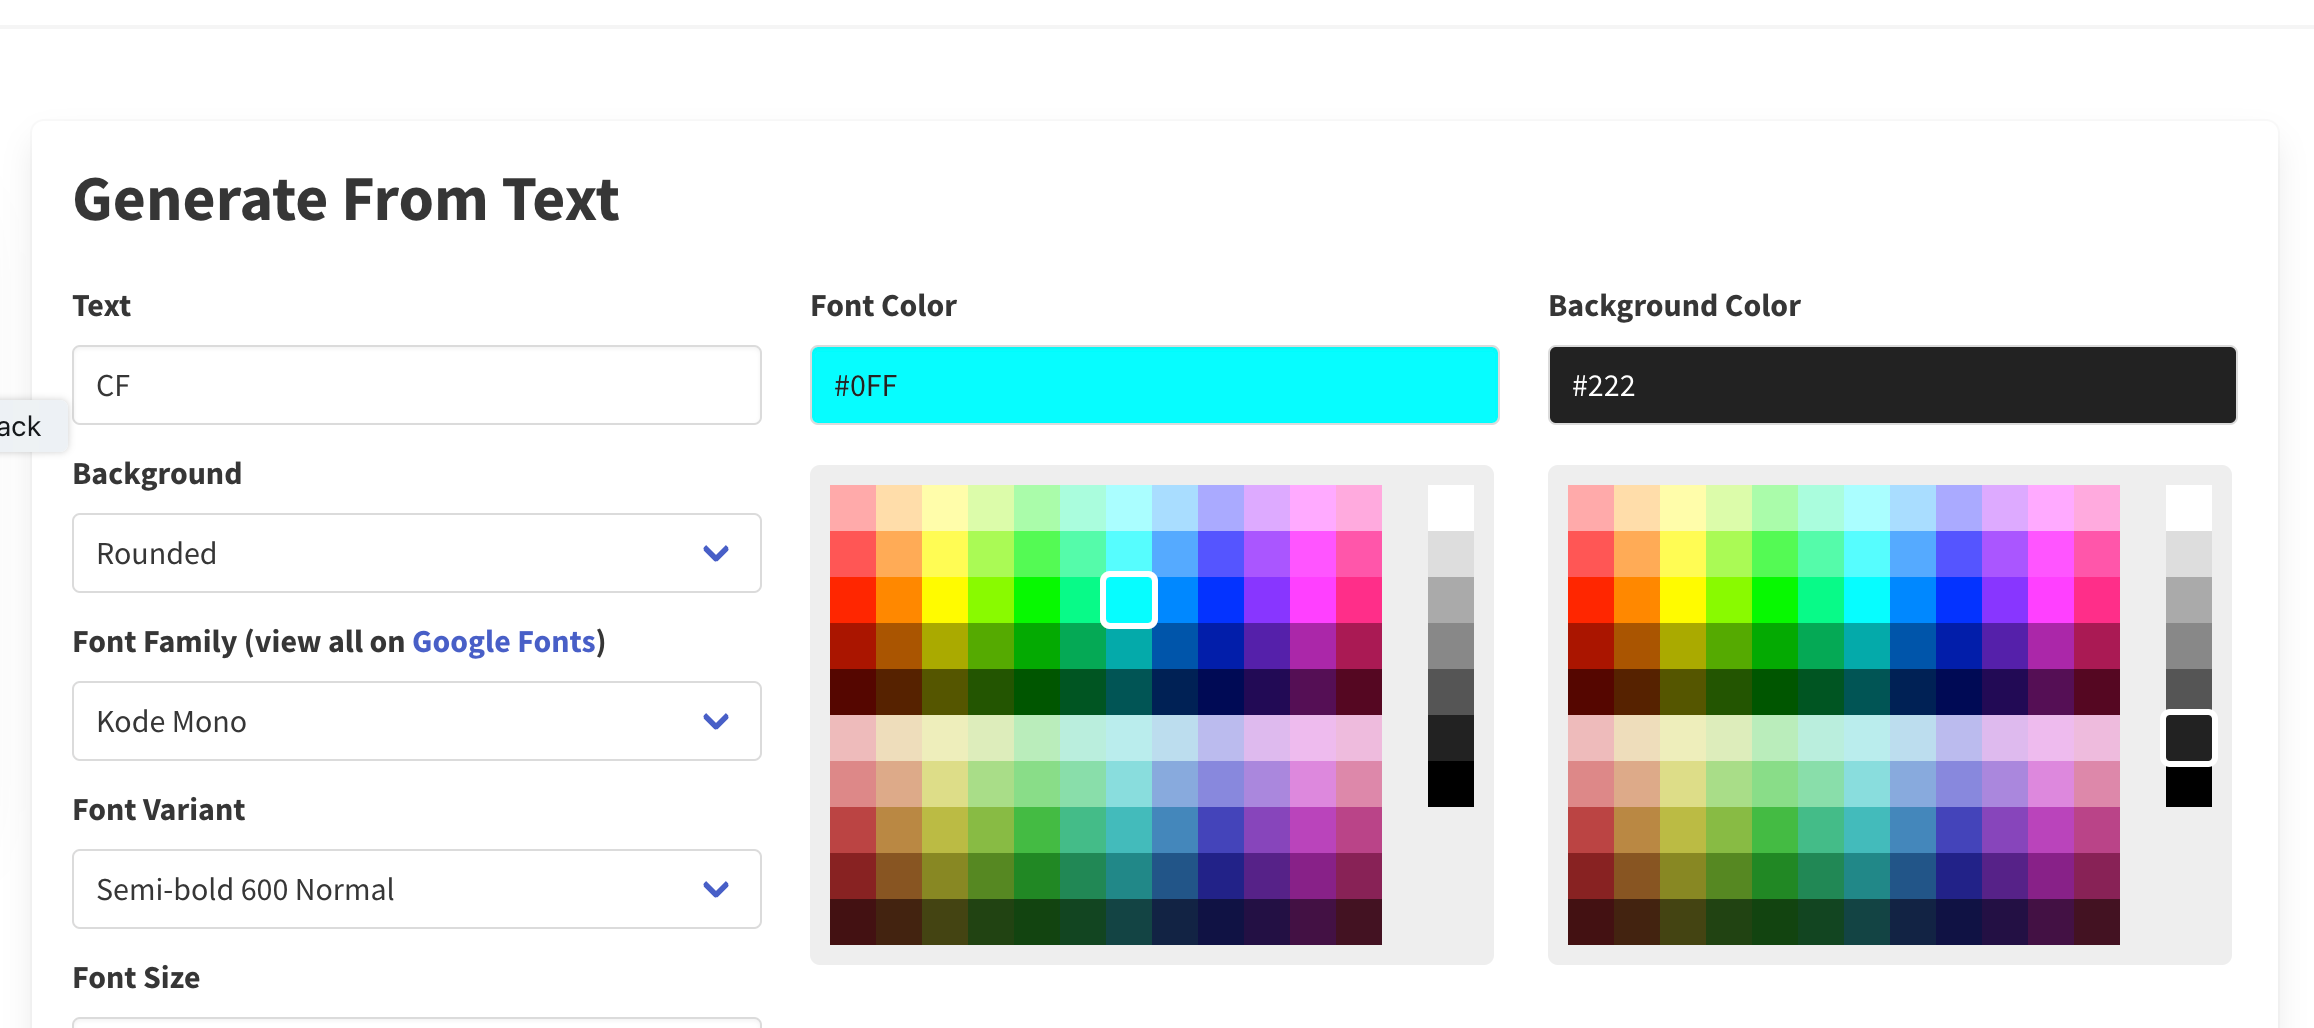 Generate From Text
Text
CF
ack
Background
Rounded
Font Family (view all on Google Fonts)
Kode Mono
Font Variant
Semi-bold 600 Normal
Font Size
Font Color
#0FF
Background Color
#222